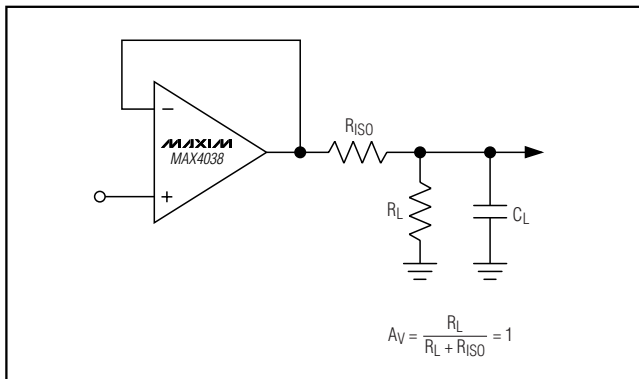 −
MAXIM
MAX4038
+
R_ISO
R_L
C_L
A_V = R_L / (R_L + R_ISO) = 1